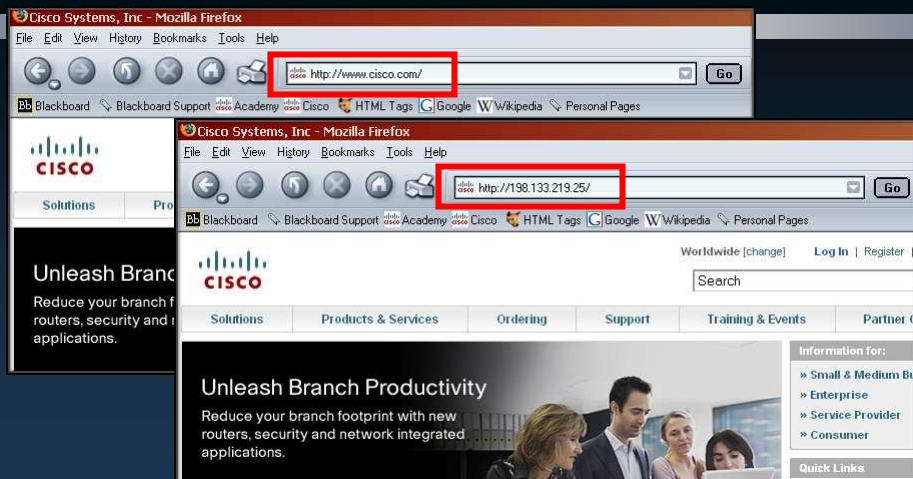 Cisco Systems, Inc - Mozilla Firefox
File Edit View History Bookmarks Tools Help
http://www.cisco.com/
Go
Bb Blackboard Blackboard Support Academy Cisco HTML Tags G Google W Wikipedia Personal Pages
CISCO
Solutions
Unleash
Reduce your branch
routers, security and
applications.
Cisco Systems, Inc - Mozilla Firefox
File Edit View History Bookmarks Tools Help
http://198.133.219.25/
Go
Bb Blackboard Blackboard Support Academy Cisco HTML Tags G Google W Wikipedia Personal Pages
CISCO
Worldwide [change] Log In | Register |
Search
Solutions Products & Services Ordering Support Training & Events Partner
Unleash Branch Productivity
Reduce your branch footprint with new
routers, security and network integrated
applications.
Information for:
» Small & Medium
» Enterprise
» Service Provider
» Consumer
Quick Links